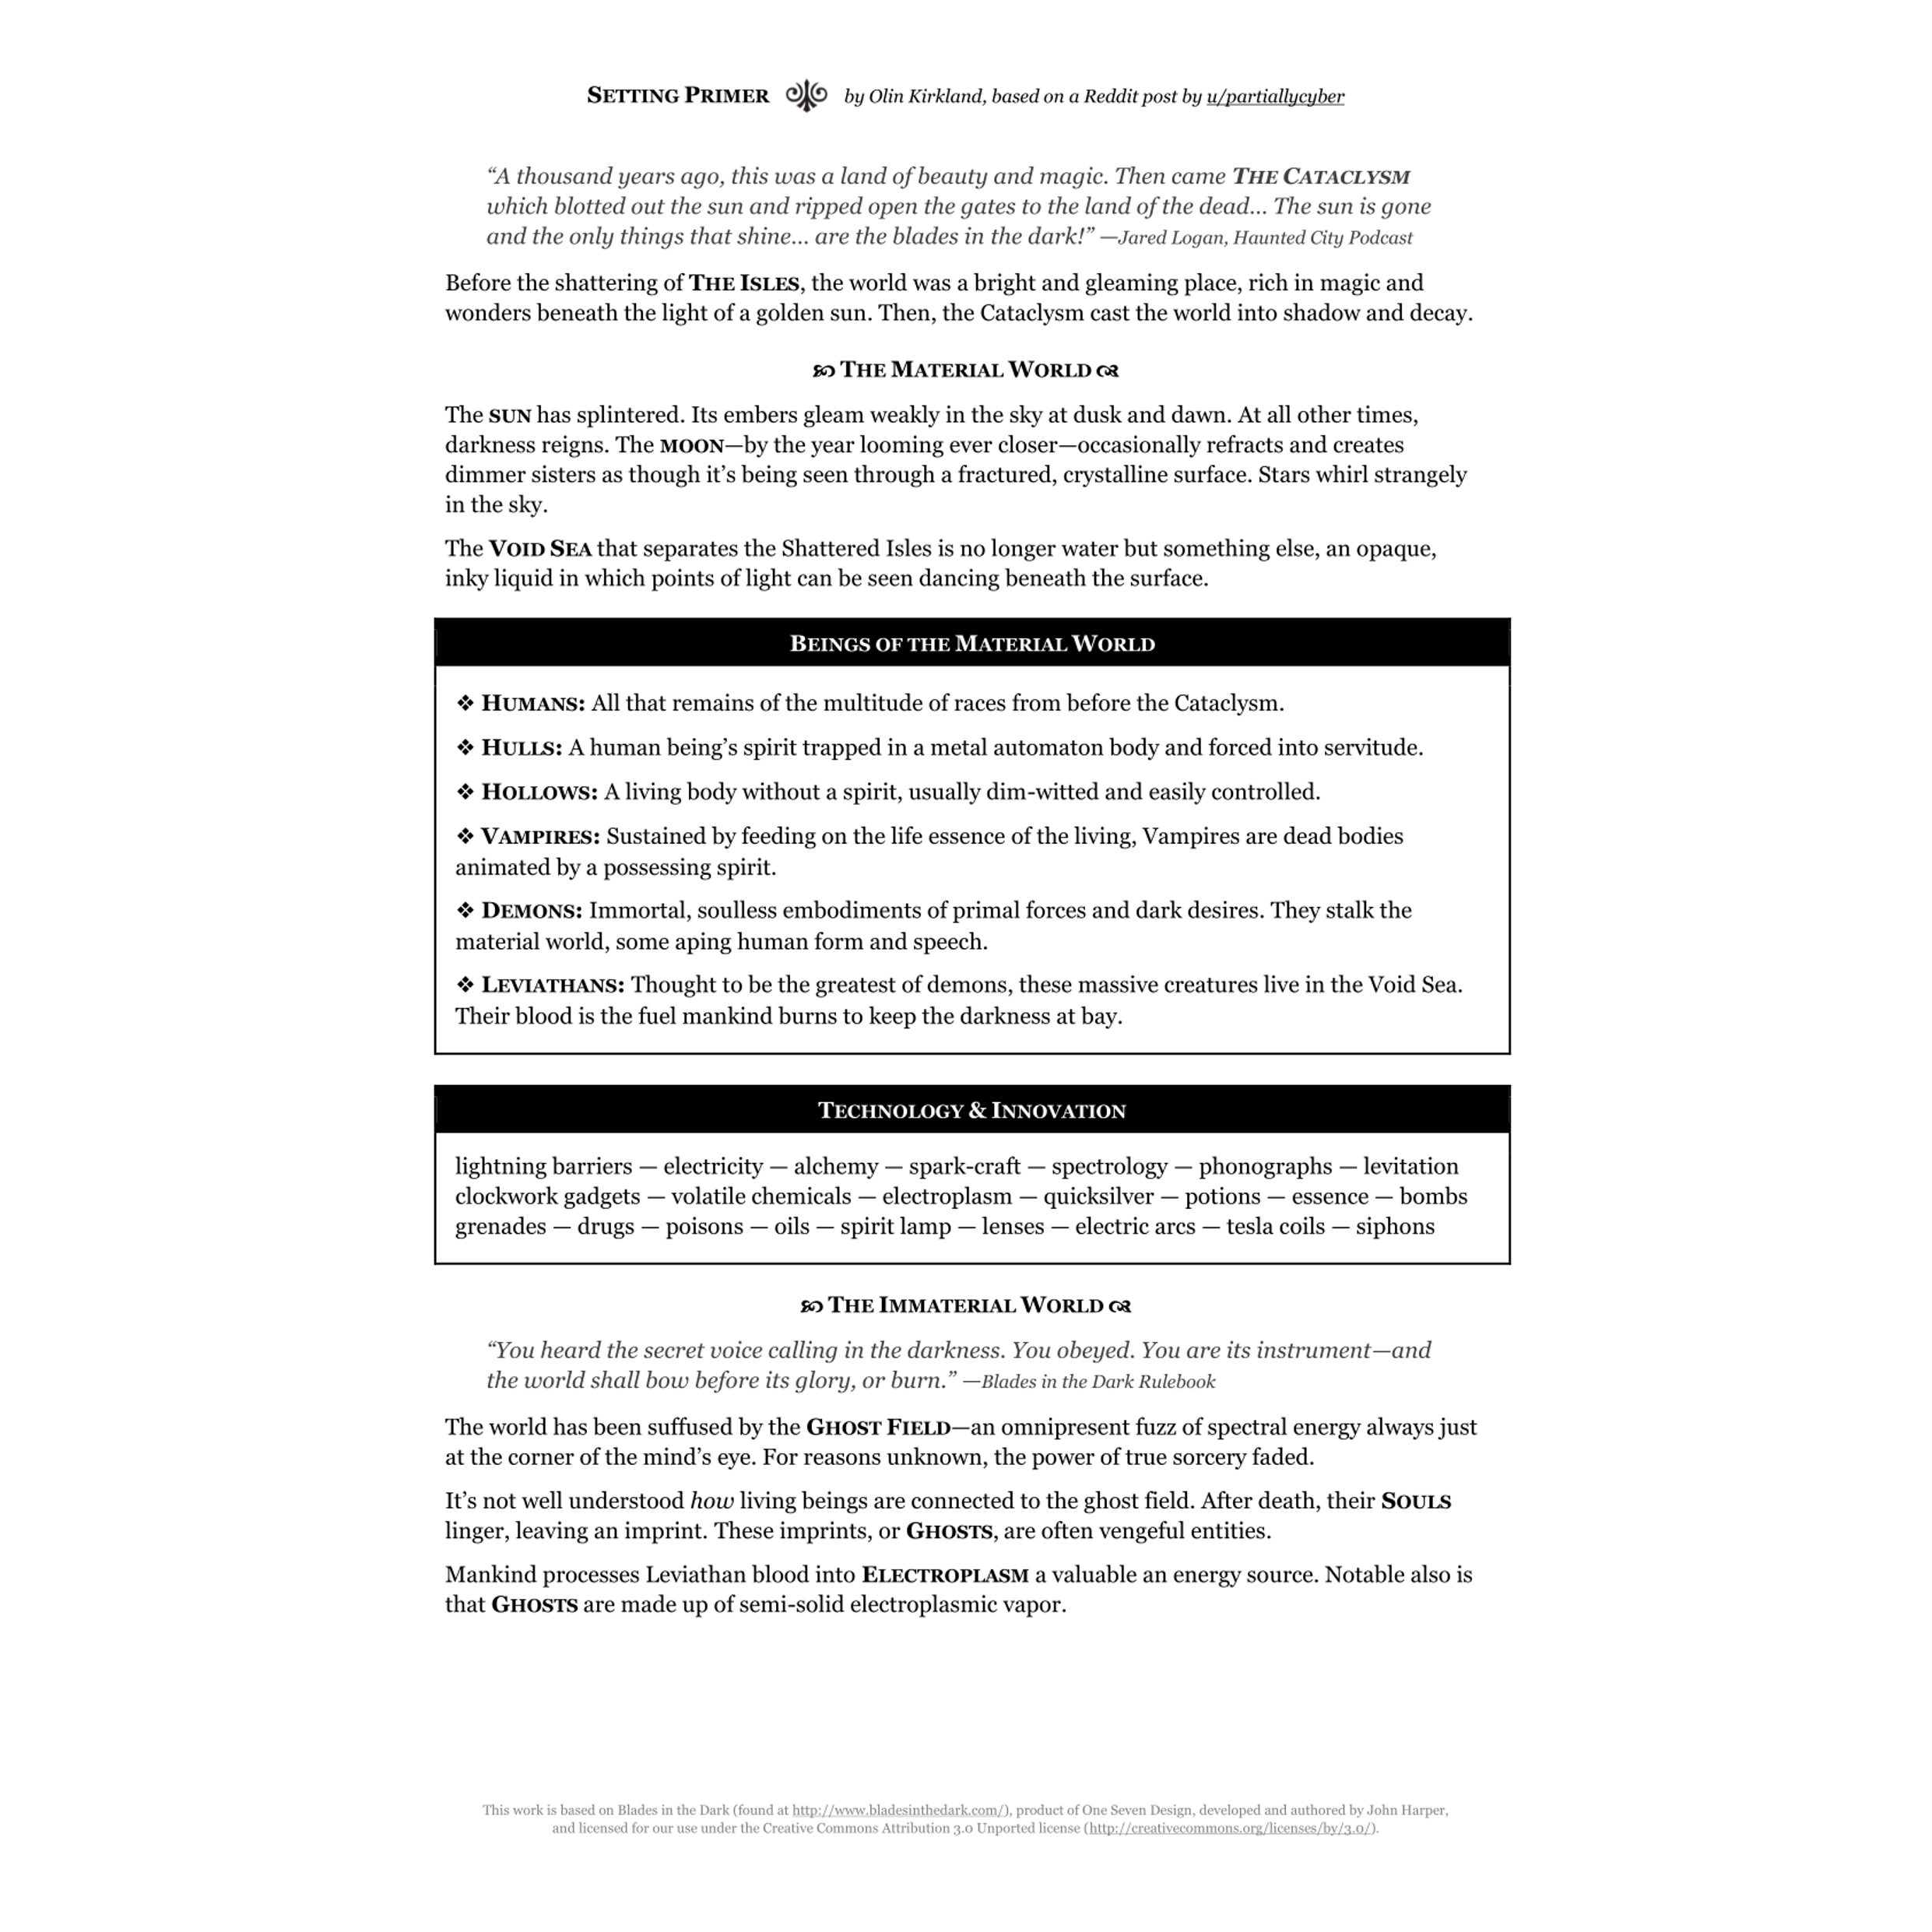 SETTING PRIMER by Olin Kirkland, based on a Reddit post by u/partiallycyber
“A thousand years ago, this was a land of beauty and magic. Then came THE CATACLYSM
which blotted out the sun and ripped open the gates to the land of the dead... The sun is gone
and the only things that shine... are the blades in the dark!” —Jared Logan, Haunted City Podcast
Before the shattering of THE ISLES, the world was a bright and gleaming place, rich in magic and
wonders beneath the light of a golden sun. Then, the Cataclysm cast the world into shadow and decay.
THE MATERIAL WORLD
The SUN has splintered. Its embers gleam weakly in the sky at dusk and dawn. At all other times,
darkness reigns. The MOON—by the year looming ever closer—occasionally refracts and creates
dimmer sisters as though it’s being seen through a fractured, crystalline surface. Stars whirl strangely
in the sky.
The VOID SEA that separates the Shattered Isles is no longer water but something else, an opaque,
inky liquid in which points of light can be seen dancing beneath the surface.
BEINGS OF THE MATERIAL WORLD
❖ HUMANS: All that remains of the multitude of races from before the Cataclysm.
❖ HULLS: A human being’s spirit trapped in a metal automaton body and forced into servitude.
❖ HOLLOWS: A living body without a spirit, usually dim-witted and easily controlled.
❖ VAMPIRES: Sustained by feeding on the life essence of the living, Vampires are dead bodies
animated by a possessing spirit.
❖ DEMONS: Immortal, soulless embodiments of primal forces and dark desires. They stalk the
material world, some aping human form and speech.
❖ LEVIATHANS: Thought to be the greatest of demons, these massive creatures live in the Void Sea.
Their blood is the fuel mankind burns to keep the darkness at bay.
TECHNOLOGY & INNOVATION
lightning barriers — electricity — alchemy — spark-craft — spectrology — phonographs — levitation
clockwork gadgets — volatile chemicals — electroplasm — quicksilver — potions — essence — bombs
grenades — drugs — poisons — oils — spirit lamp — lenses — electric arcs — tesla coils — siphons
THE IMMATERIAL WORLD
“You heard the secret voice calling in the darkness. You obeyed. You are its instrument—and
the world shall bow before its glory, or burn.” —Blades in the Dark Rulebook
The world has been suffused by the GHOST FIELD—an omnipresent fuzz of spectral energy always just
at the corner of the mind’s eye. For reasons unknown, the power of true sorcery faded.
It’s not well understood how living beings are connected to the ghost field. After death, their SOULS
linger, leaving an imprint. These imprints, or GHOSTS, are often vengeful entities.
Mankind processes Leviathan blood into ELECTROPLASM a valuable an energy source. Notable also is
that GHOSTS are made up of semi-solid electroplasmic vapor.
This work is based on Blades in the Dark (found at http://www.bladesinthedark.com/), product of One Seven Design, developed and authored by John Harper,
and licensed for our use under the Creative Commons Attribution 3.0 Unported license (http://creativecommons.org/licenses/by/3.0/).